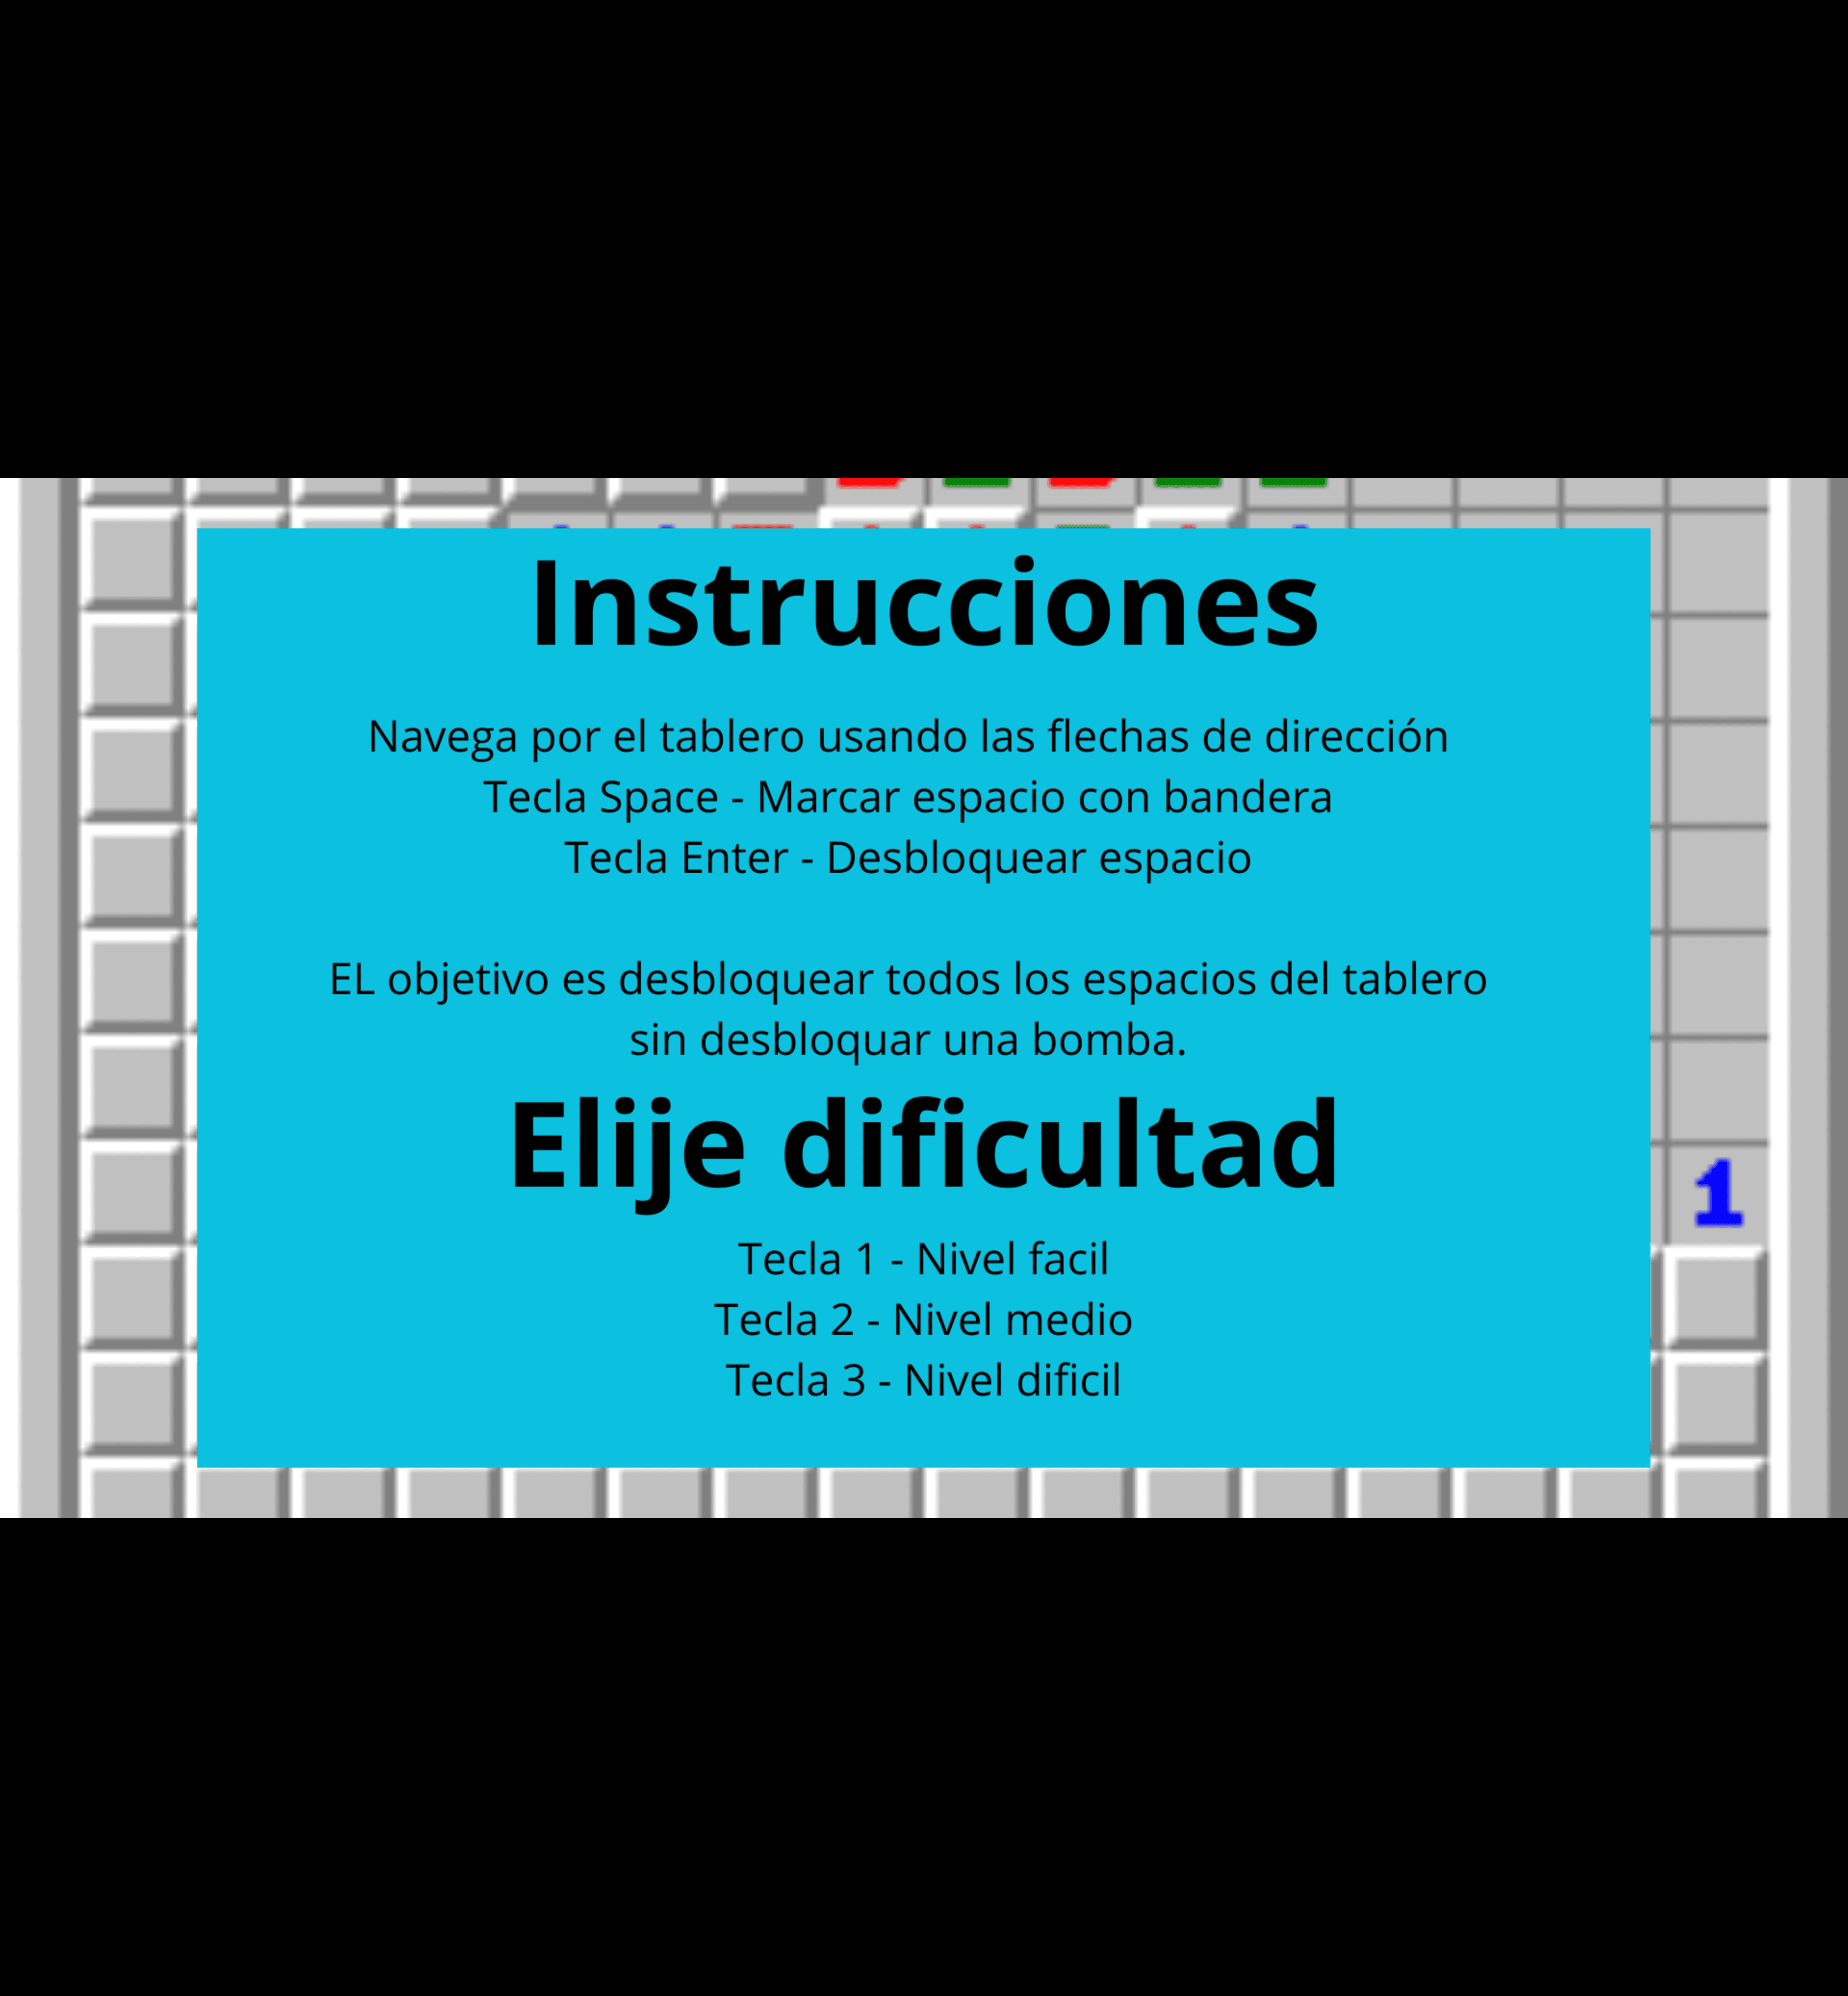 Instrucciones
Navega por el tablero usando las flechas de dirección
Tecla Space - Marcar espacio con bandera
Tecla Enter - Desbloquear espacio
EL objetivo es desbloquear todos los espacios del tablero
sin desbloquar una bomba.
Elije dificultad
Tecla 1 - Nivel facil
Tecla 2 - Nivel medio
Tecla 3 - Nivel dificil
1